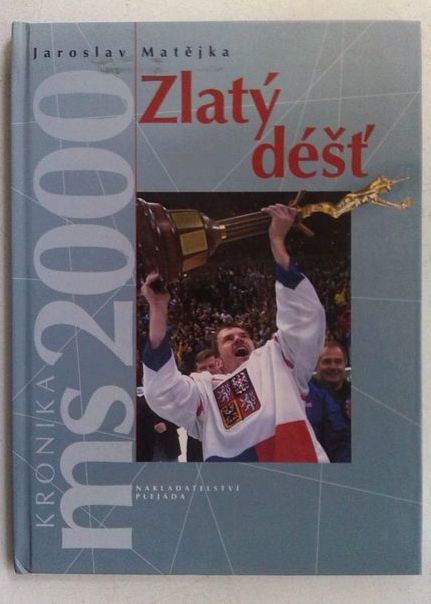 Jaroslav Matějka
Zlatý
déšť
KRONIKA
ms 2000
NAKLADATELSTVÍ
PLEJÁDA